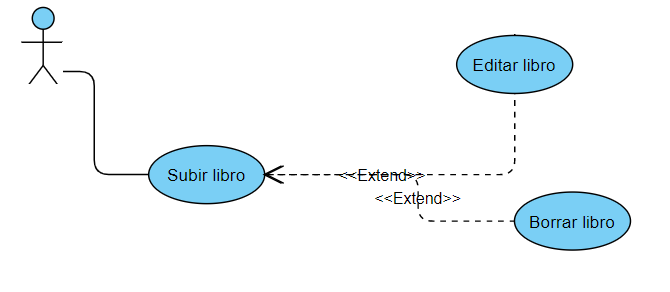 Editar libro
Subir libro
<<Extend>>
<<Extend>>
Borrar libro